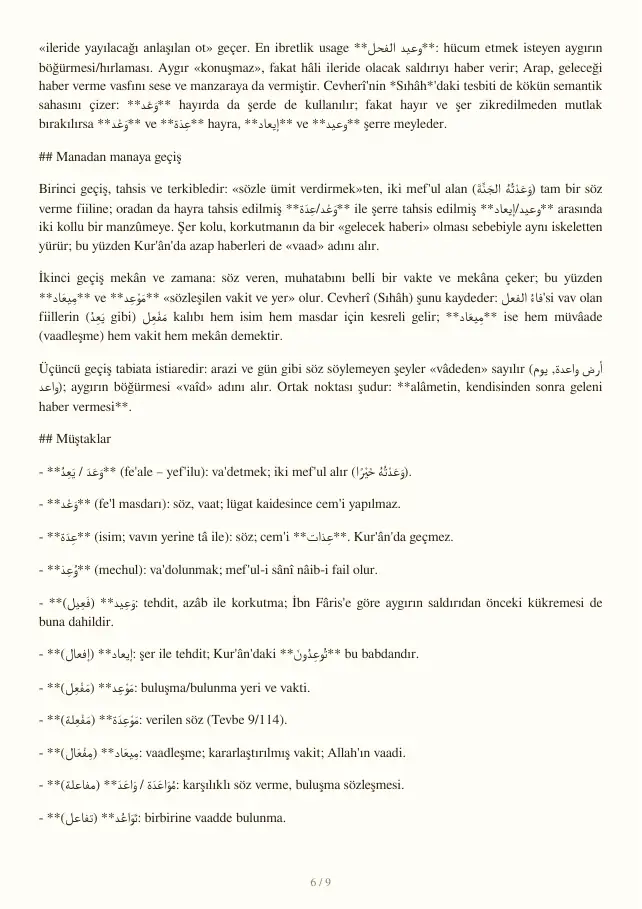 «ileride yayılacağı anlaşılan ot» geçer. En ibretlik usage **وعيد الفحل**: hücum etmek isteyen aygırın
böğürmesi/hırlaması. Aygır «konuşmaz», fakat hâli ileride olacak saldırıyı haber verir; Arap, geleceği
haber verme vasfını sese ve manzaraya da vermiştir. Cevherî'nin *Sıhâh*'daki tesbiti de kökün semantik
sahasını çizer: **وَعَد** hayırda da şerde de kullanılır; fakat hayır ve şer zikredilmeden mutlak
bırakılırsa **وَعْد** ve **عِدَة** hayra, **إيعاد** ve **وعيد** şerre meyleder.
## Manadan manaya geçiş
Birinci geçiş, tahsis ve terkibledir: «sözle ümit verdirmek»ten, iki mef'ul alan (وَعَدْتُهُ الجَنَّةَ) tam bir söz
verme fiiline; oradan da hayra tahsis edilmiş **وَعْد/عِدَة** ile şerre tahsis edilmiş **وعيد/إيعاد** arasında
iki kollu bir manzûmeye. Şer kolu, korkutmanın da bir «gelecek haberi» olması sebebiyle aynı iskeletten
yürür; bu yüzden Kur'ân'da azap haberleri de «vaad» adını alır.
İkinci geçiş mekân ve zamana: söz veren, muhatabını belli bir vakte ve mekâna çeker; bu yüzden
**مِيعَاد** ve **مَوْعِد** «sözleşilen vakit ve yer» olur. Cevherî (Sıhâh) şunu kaydeder: فَاءُ الفعل'si vav olan
fiillerin (يَعِدُ gibi) مَفْعِل kalıbı hem isim hem masdar için kesreli gelir; **مِيعَاد** ise hem müvâade
(vaadleşme) hem vakit hem mekân demektir.
Üçüncü geçiş tabiata istiaredir: arazi ve gün gibi söz söylemeyen şeyler «vâdeden» sayılır (أرض واعدة, يوم
واعد); aygırın böğürmesi «vaîd» adını alır. Ortak noktası şudur: **alâmetin, kendisinden sonra geleni
haber vermesi**.
## Müştaklar
- **وَعَدَ / يَعِدُ** (fe'ale – yef'ilu): va'detmek; iki mef'ul alır (وَعَدْتُهُ خَيْرًا).
- **وَعْد** (fe'l masdarı): söz, vaat; lügat kaidesince cem'i yapılmaz.
- **عِدَة** (isim; vavın yerine tâ ile): söz; cem'i **عِدَات**. Kur'ân'da geçmez.
- **وُعِدَ** (mechul): va'dolunmak; mef'ul-i sânî nâib-i fail olur.
- **وَعِيد** (فَعِيل)**: tehdit, azâb ile korkutma; İbn Fâris'e göre aygırın saldırıdan önceki kükremesi de
buna dahildir.
- **إيعاد** (إفعال)**: şer ile tehdit; Kur'ân'daki **تُوعِدُونَ** bu babdandır.
- **مَوْعِد** (مَفْعِل)**: buluşma/bulunma yeri ve vakti.
- **مَوْعِدَة** (مَفْعِلة)**: verilen söz (Tevbe 9/114).
- **مِيعَاد** (مِفْعَال)**: vaadleşme; kararlaştırılmış vakit; Allah'ın vaadi.
- **مُوَاعَدَة / وَاعَدَ** (مفاعلة)**: karşılıklı söz verme, buluşma sözleşmesi.
- **تَوَاعُد** (تفاعل)**: birbirine vaadde bulunma.
6 / 9